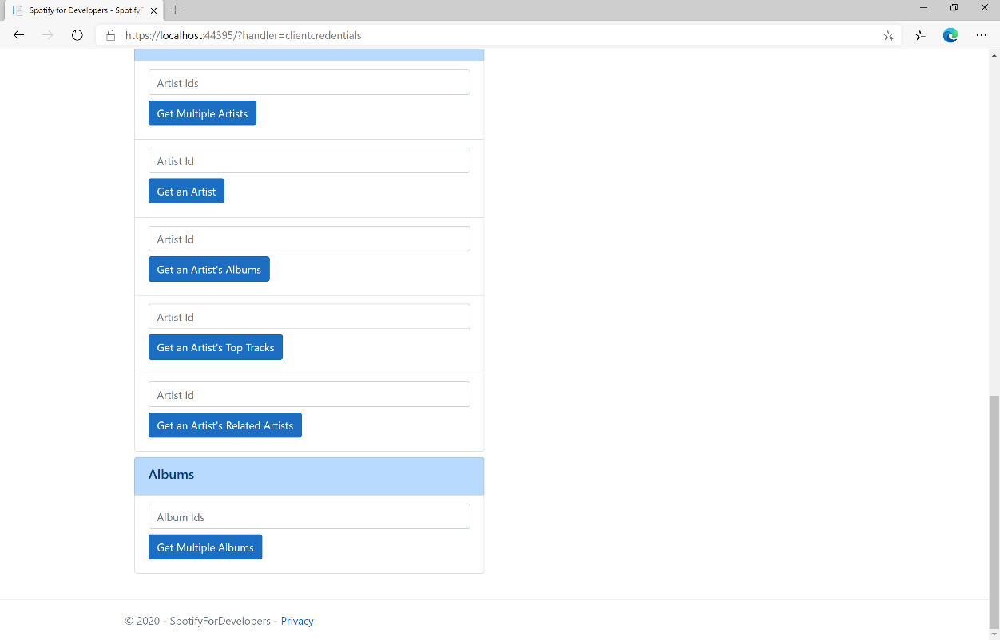 Spotify for Developers - SpotifyF
https://localhost:44395/?handler=clientcredentials
Artist Ids
Get Multiple Artists
Artist Id
Get an Artist
Artist Id
Get an Artist's Albums
Artist Id
Get an Artist's Top Tracks
Artist Id
Get an Artist's Related Artists
Albums
Album Ids
Get Multiple Albums
© 2020 - SpotifyForDevelopers - Privacy